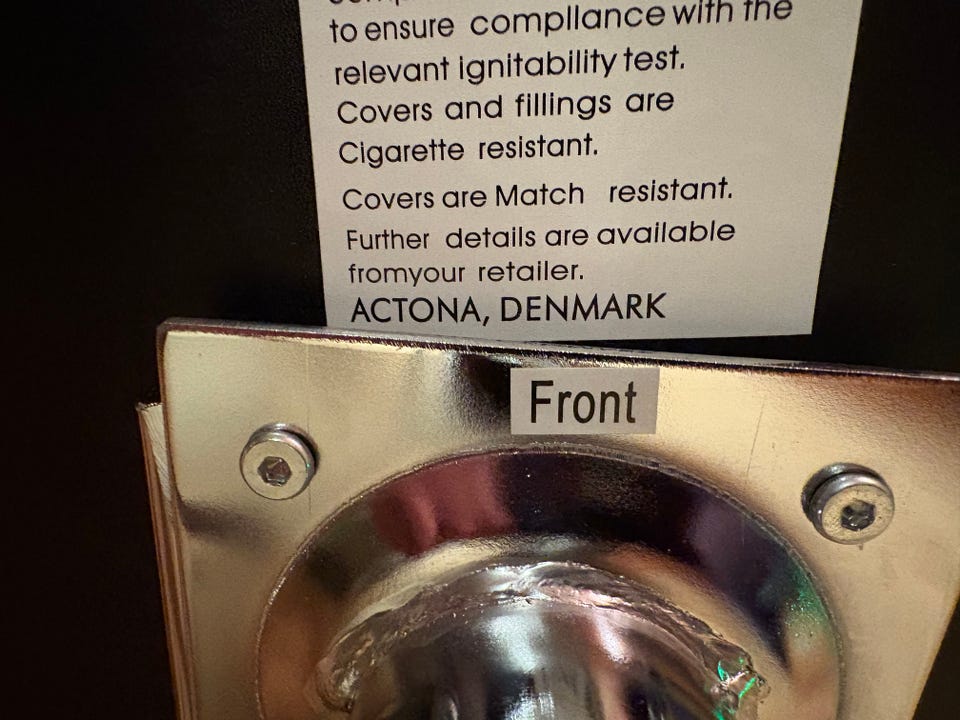 to ensure compliance with the
relevant ignitability test.
Covers and fillings are
Cigarette resistant.
Covers are Match resistant.
Further details are available
fromyour retailer.
ACTONA, DENMARK
Front